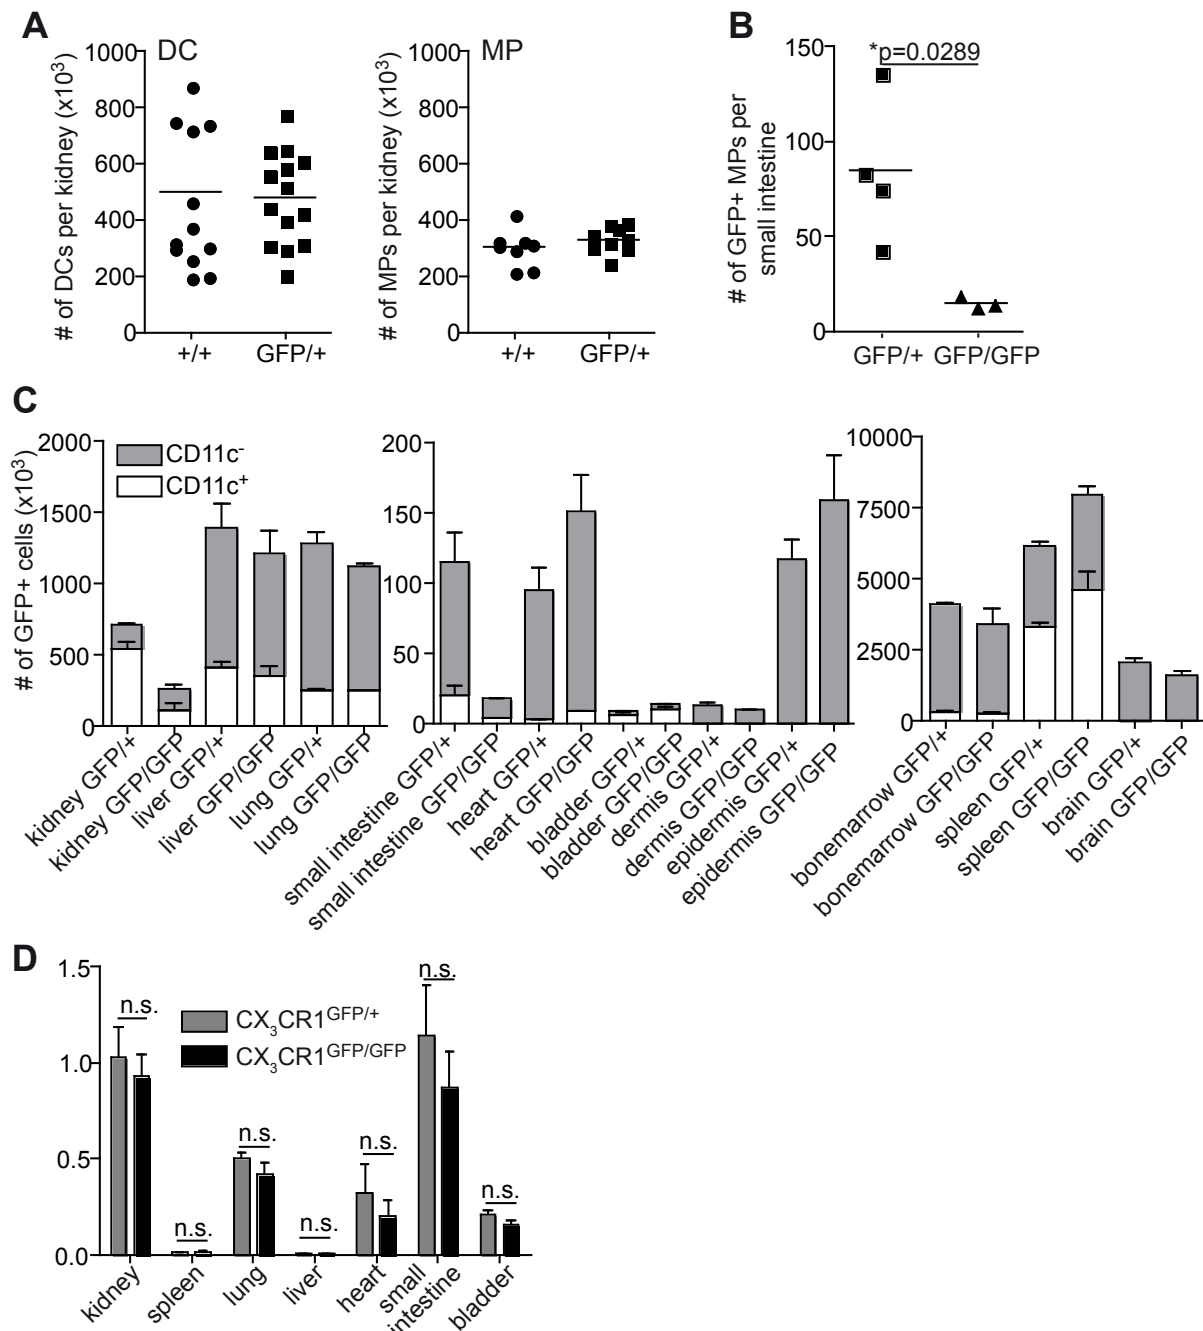 A
DC
# of DCs per kidney (x10³)
1000
800
600
400
200
0
+/+
GFP/+
MP
# of MPs per kidney (x10³)
1000
800
600
400
200
0
+/+
GFP/+
B
*p=0.0289
# of GFP+ MPs per
small intestine
150
100
50
0
GFP/+
GFP/GFP
C
# of GFP+ cells (x10³)
CD11c⁻
CD11c⁺
2000
1500
1000
500
0
kidney GFP/+
kidney GFP/GFP
liver GFP/+
liver GFP/GFP
lung GFP/+
lung GFP/GFP
200
150
100
50
0
small intestine GFP/+
small intestine GFP/GFP
heart GFP/+
heart GFP/GFP
bladder GFP/+
bladder GFP/GFP
dermis GFP/+
dermis GFP/GFP
epidermis GFP/+
epidermis GFP/GFP
10000
7500
5000
2500
0
bonemarrow GFP/+
bonemarrow GFP/GFP
spleen GFP/+
spleen GFP/GFP
brain GFP/+
brain GFP/GFP
D
1.5
1.0
0.5
0.0
CX₃CR1^GFP/+
CX₃CR1^GFP/GFP
n.s.
n.s.
n.s.
n.s.
n.s.
n.s.
n.s.
kidney
spleen
lung
liver
heart
small
intestine
bladder